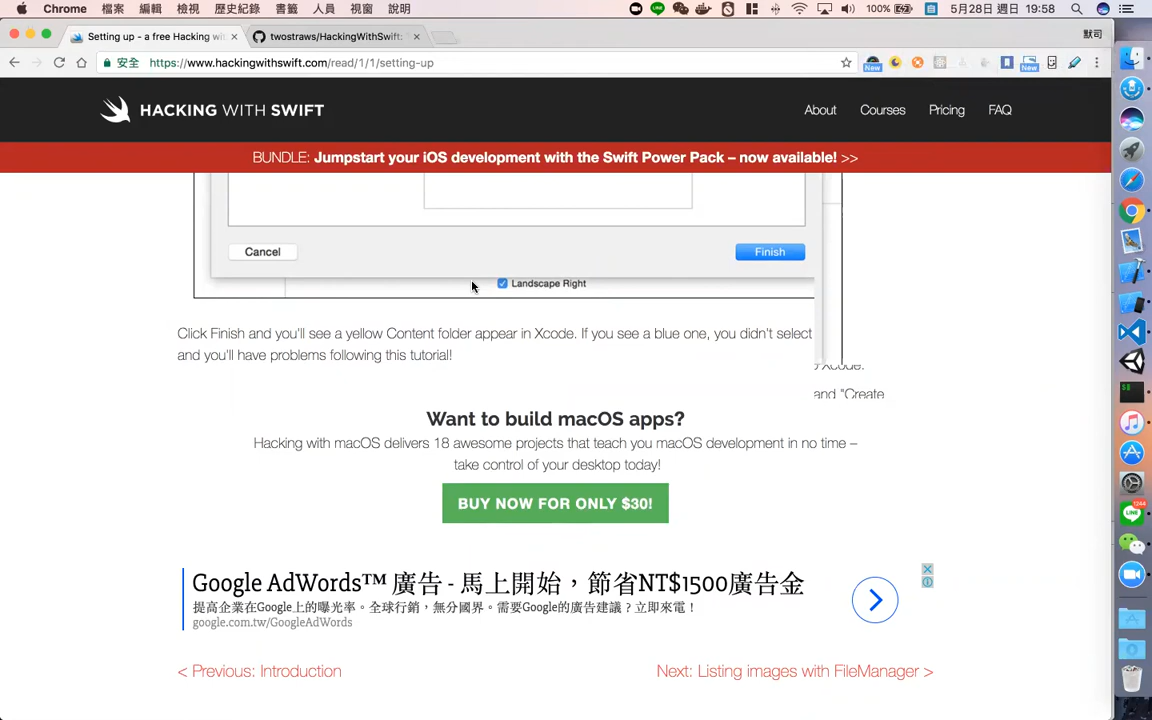 Chrome 檔案 編輯 檢視 歷史紀錄 書籤 人員 視窗 說明 100% 5月28日 週日 19:58
Setting up - a free Hacking wi twostraws/HackingWithSwift: 默司
安全 https://www.hackingwithswift.com/read/1/1/setting-up New New
HACKING WITH SWIFT About Courses Pricing FAQ
BUNDLE: Jumpstart your iOS development with the Swift Power Pack – now available! >>
Cancel Finish
Landscape Right
Click Finish and you'll see a yellow Content folder appear in Xcode. If you see a blue one, you didn't select
and you'll have problems following this tutorial!
Xcode.
and "Create
Want to build macOS apps?
Hacking with macOS delivers 18 awesome projects that teach you macOS development in no time –
take control of your desktop today!
BUY NOW FOR ONLY $30!
Google AdWords™ 廣告 - 馬上開始，節省NT$1500廣告金
提高企業在Google上的曝光率。全球行銷，無分國界。需要Google的廣告建議？立即來電！
google.com.tw/GoogleAdWords
< Previous: Introduction Next: Listing images with FileManager >
1244
LINE